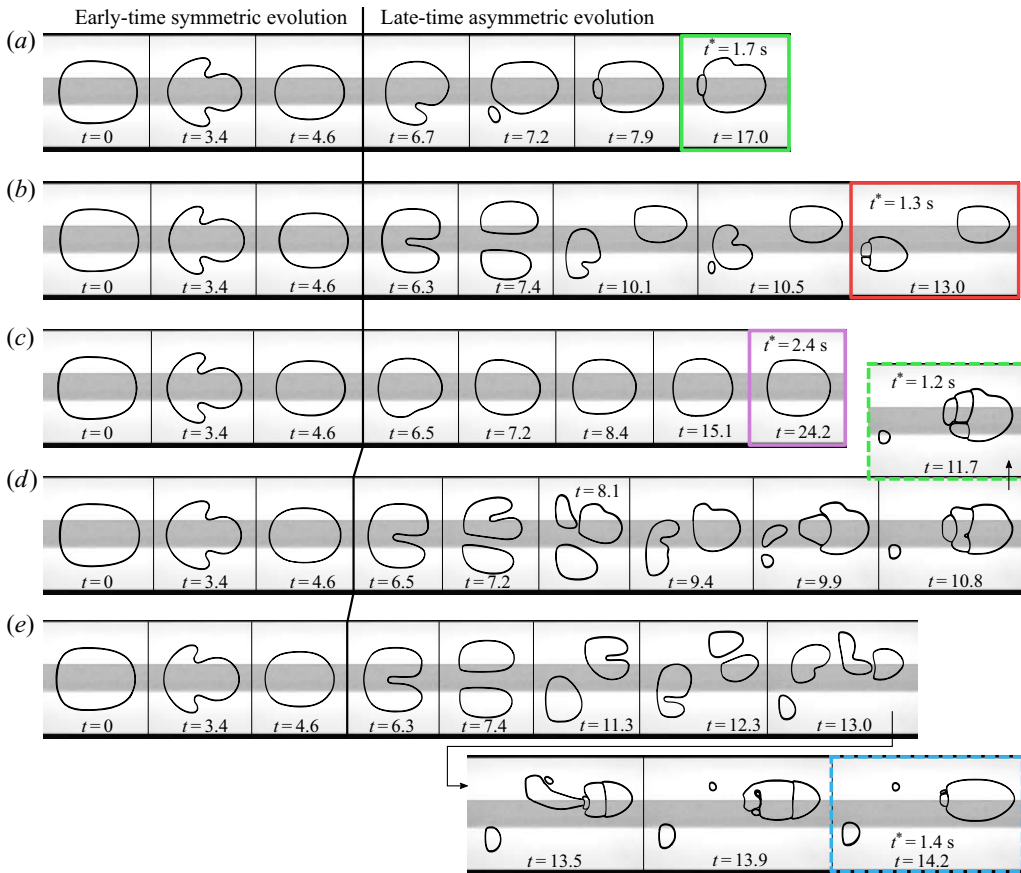 Early-time symmetric evolution
Late-time asymmetric evolution
(a)
t* = 1.7 s
t = 0
t = 3.4
t = 4.6
t = 6.7
t = 7.2
t = 7.9
t = 17.0
(b)
t* = 1.3 s
t = 0
t = 3.4
t = 4.6
t = 6.3
t = 7.4
t = 10.1
t = 10.5
t = 13.0
(c)
t* = 2.4 s
t = 0
t = 3.4
t = 4.6
t = 6.5
t = 7.2
t = 8.4
t = 15.1
t = 24.2
t* = 1.2 s
t = 11.7
(d)
t = 8.1
t = 0
t = 3.4
t = 4.6
t = 6.5
t = 7.2
t = 9.4
t = 9.9
t = 10.8
(e)
t = 0
t = 3.4
t = 4.6
t = 6.3
t = 7.4
t = 11.3
t = 12.3
t = 13.0
t = 13.5
t = 13.9
t* = 1.4 s
t = 14.2